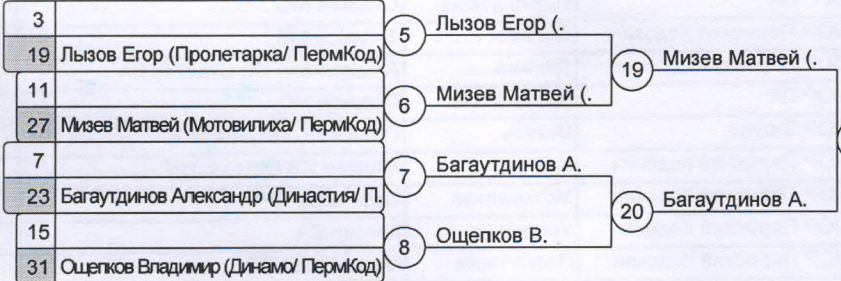 3
19 Лызов Егор (Пролетарка/ ПермКод)
5 Лызов Егор (.
11
27 Мизев Матвей (Мотовилиха/ ПермКод)
6 Мизев Матвей (.
19 Мизев Матвей (.
7
23 Багаутдинов Александр (Династия/ П.
7 Багаутдинов А.
15
31 Ощепков Владимир (Динамо/ ПермКод)
8 Ощепков В.
20 Багаутдинов А.